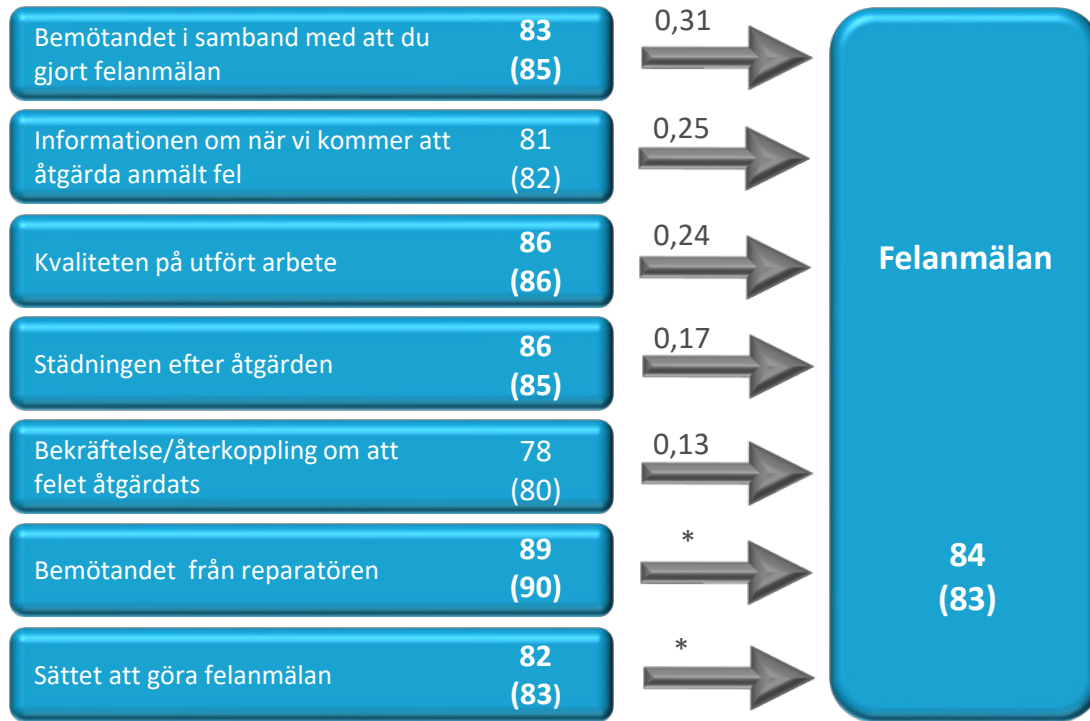 Bemötandet i samband med att du
gjort felanmälan
83
(85)
0,31
Informationen om när vi kommer att
åtgärda anmält fel
81
(82)
0,25
Kvaliteten på utfört arbete
86
(86)
0,24
Städningen efter åtgärden
86
(85)
0,17
Bekräftelse/återkoppling om att
felet åtgärdats
78
(80)
0,13
Bemötandet från reparatören
89
(90)
*
Sättet att göra felanmälan
82
(83)
*
Felanmälan
84
(83)